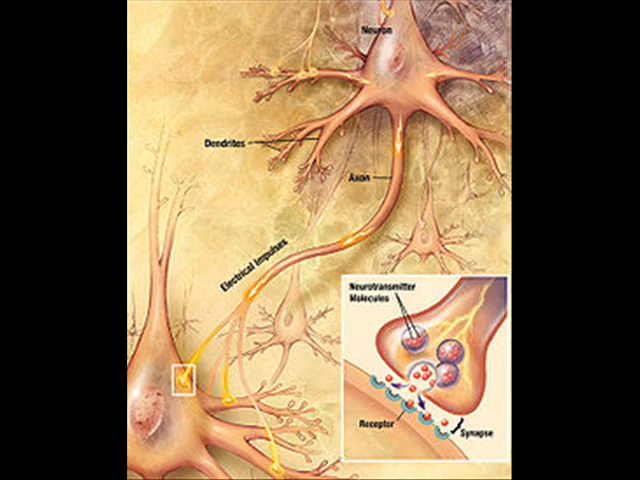 Neuron
Dendrites
Axon
Electrical Impulses
Neurotransmitter
Molecules
Receptor
Synapse